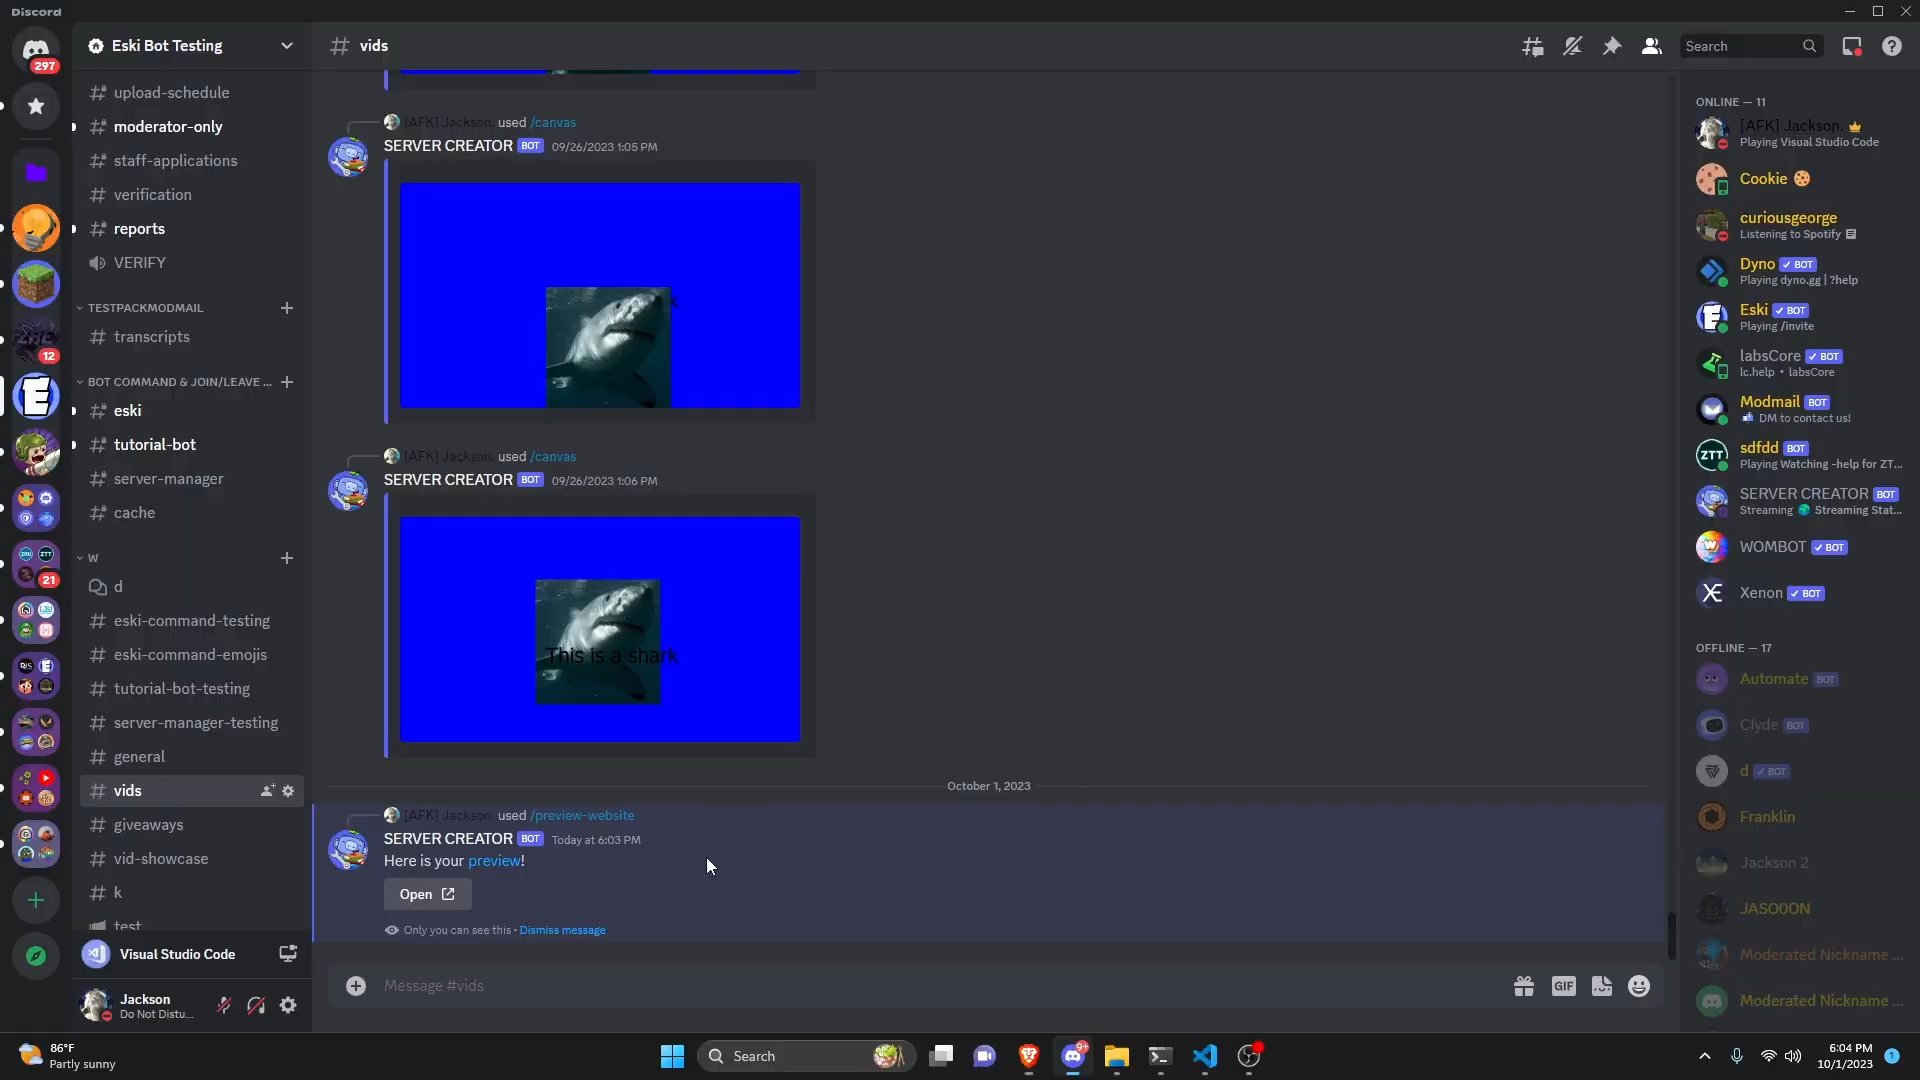 Discord
297
12
21
Eski Bot Testing
upload-schedule
moderator-only
staff-applications
verification
reports
VERIFY
TESTPACKMODMAIL
transcripts
BOT COMMAND & JOIN/LEAVE ...
eski
tutorial-bot
server-manager
cache
W
d
eski-command-testing
eski-command-emojis
tutorial-bot-testing
server-manager-testing
general
vids
giveaways
vid-showcase
k
test
Visual Studio Code
Jackson
Do Not Distu...
vids
Search
[AFK] Jackson. used /canvas
SERVER CREATOR BOT 09/26/2023 1:05 PM
k
[AFK] Jackson. used /canvas
SERVER CREATOR BOT 09/26/2023 1:06 PM
This is a shark
October 1, 2023
[AFK] Jackson. used /preview-website
SERVER CREATOR BOT Today at 6:03 PM
Here is your preview!
Open
Only you can see this • Dismiss message
Message #vids
GIF
ONLINE — 11
[AFK] Jackson.
Playing Visual Studio Code
Cookie
curiousgeorge
Listening to Spotify
Dyno BOT
Playing dyno.gg | ?help
Eski BOT
Playing /invite
labsCore BOT
lc.help • labsCore
Modmail BOT
DM to contact us!
ZTT
sdfdd BOT
Playing Watching -help for ZT...
SERVER CREATOR BOT
Streaming Streaming Stat...
WOMBOT BOT
Xenon BOT
OFFLINE — 17
Automate BOT
Clyde BOT
d BOT
Franklin
Jackson 2
JASO0ON
Moderated Nickname ...
Moderated Nickname ...
86°F
Partly sunny
Search
9+
6:04 PM
10/1/2023
1